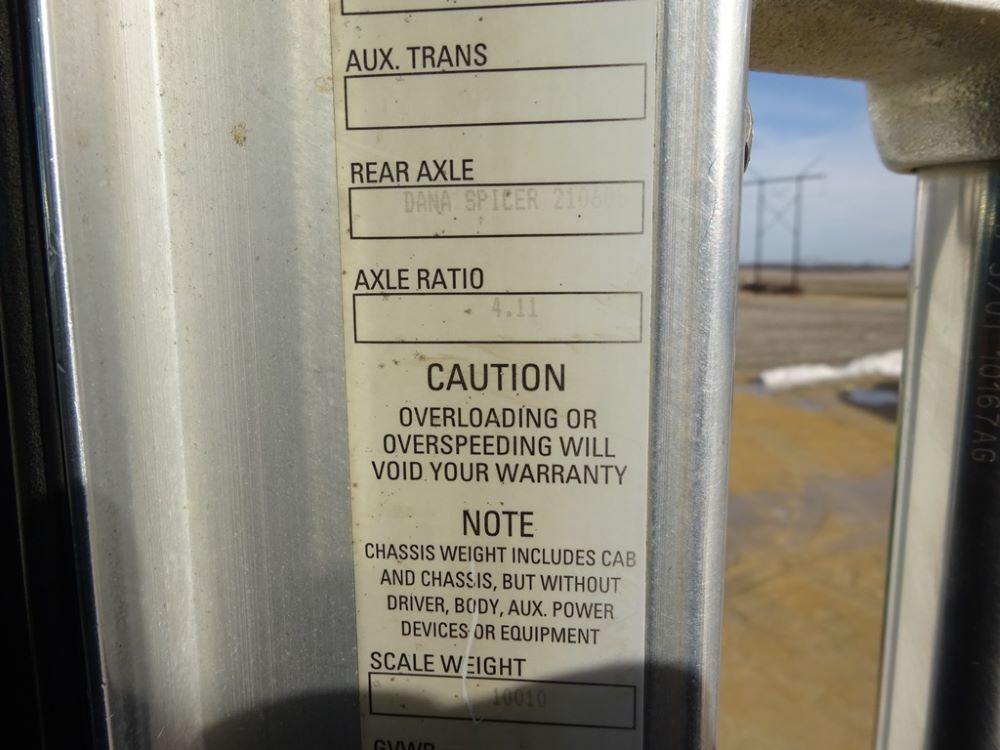 AUX. TRANS
REAR AXLE
DANA SPICER
AXLE RATIO
4.11
CAUTION
OVERLOADING OR
OVERSPEEDING WILL
VOID YOUR WARRANTY
NOTE
CHASSIS WEIGHT INCLUDES CAB
AND CHASSIS, BUT WITHOUT
DRIVER, BODY, AUX. POWER
DEVICES OR EQUIPMENT
SCALE WEIGHT
10010
GVWR